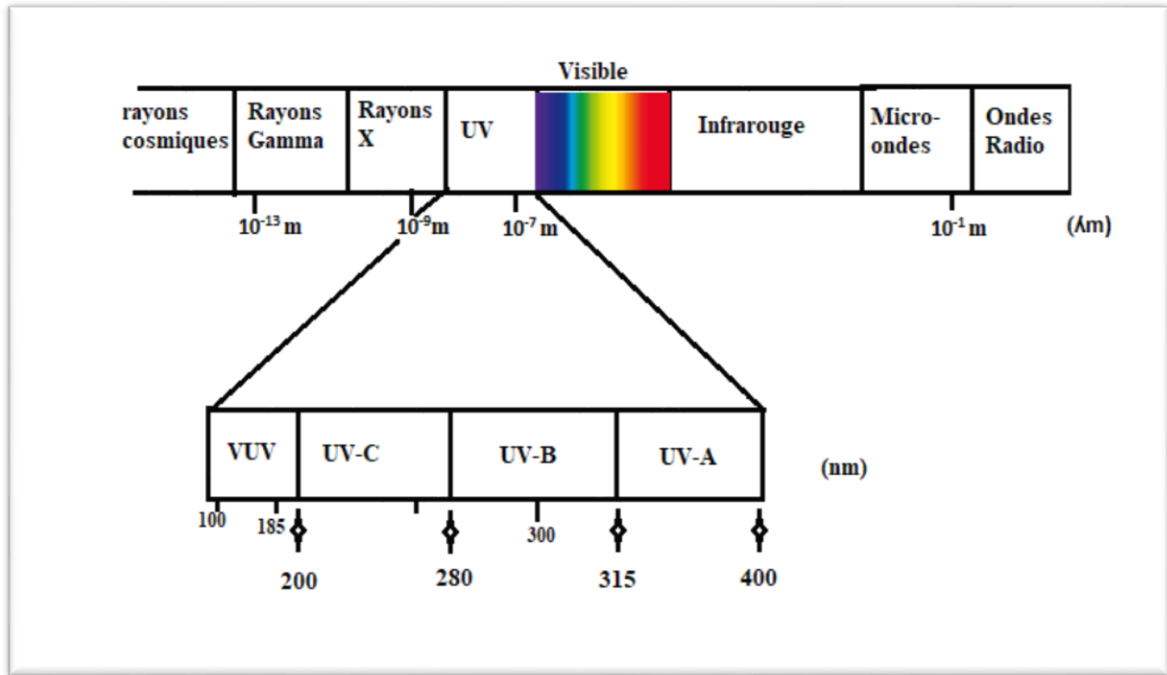 Visible
rayons
cosmiques
Rayons
Gamma
Rayons
X
UV
Infrarouge
Micro-
ondes
Ondes
Radio
10⁻¹³ m
10⁻⁹m
10⁻⁷ m
10⁻¹ m
(λm)
VUV
UV-C
UV-B
UV-A
(nm)
100
185
300
200
280
315
400